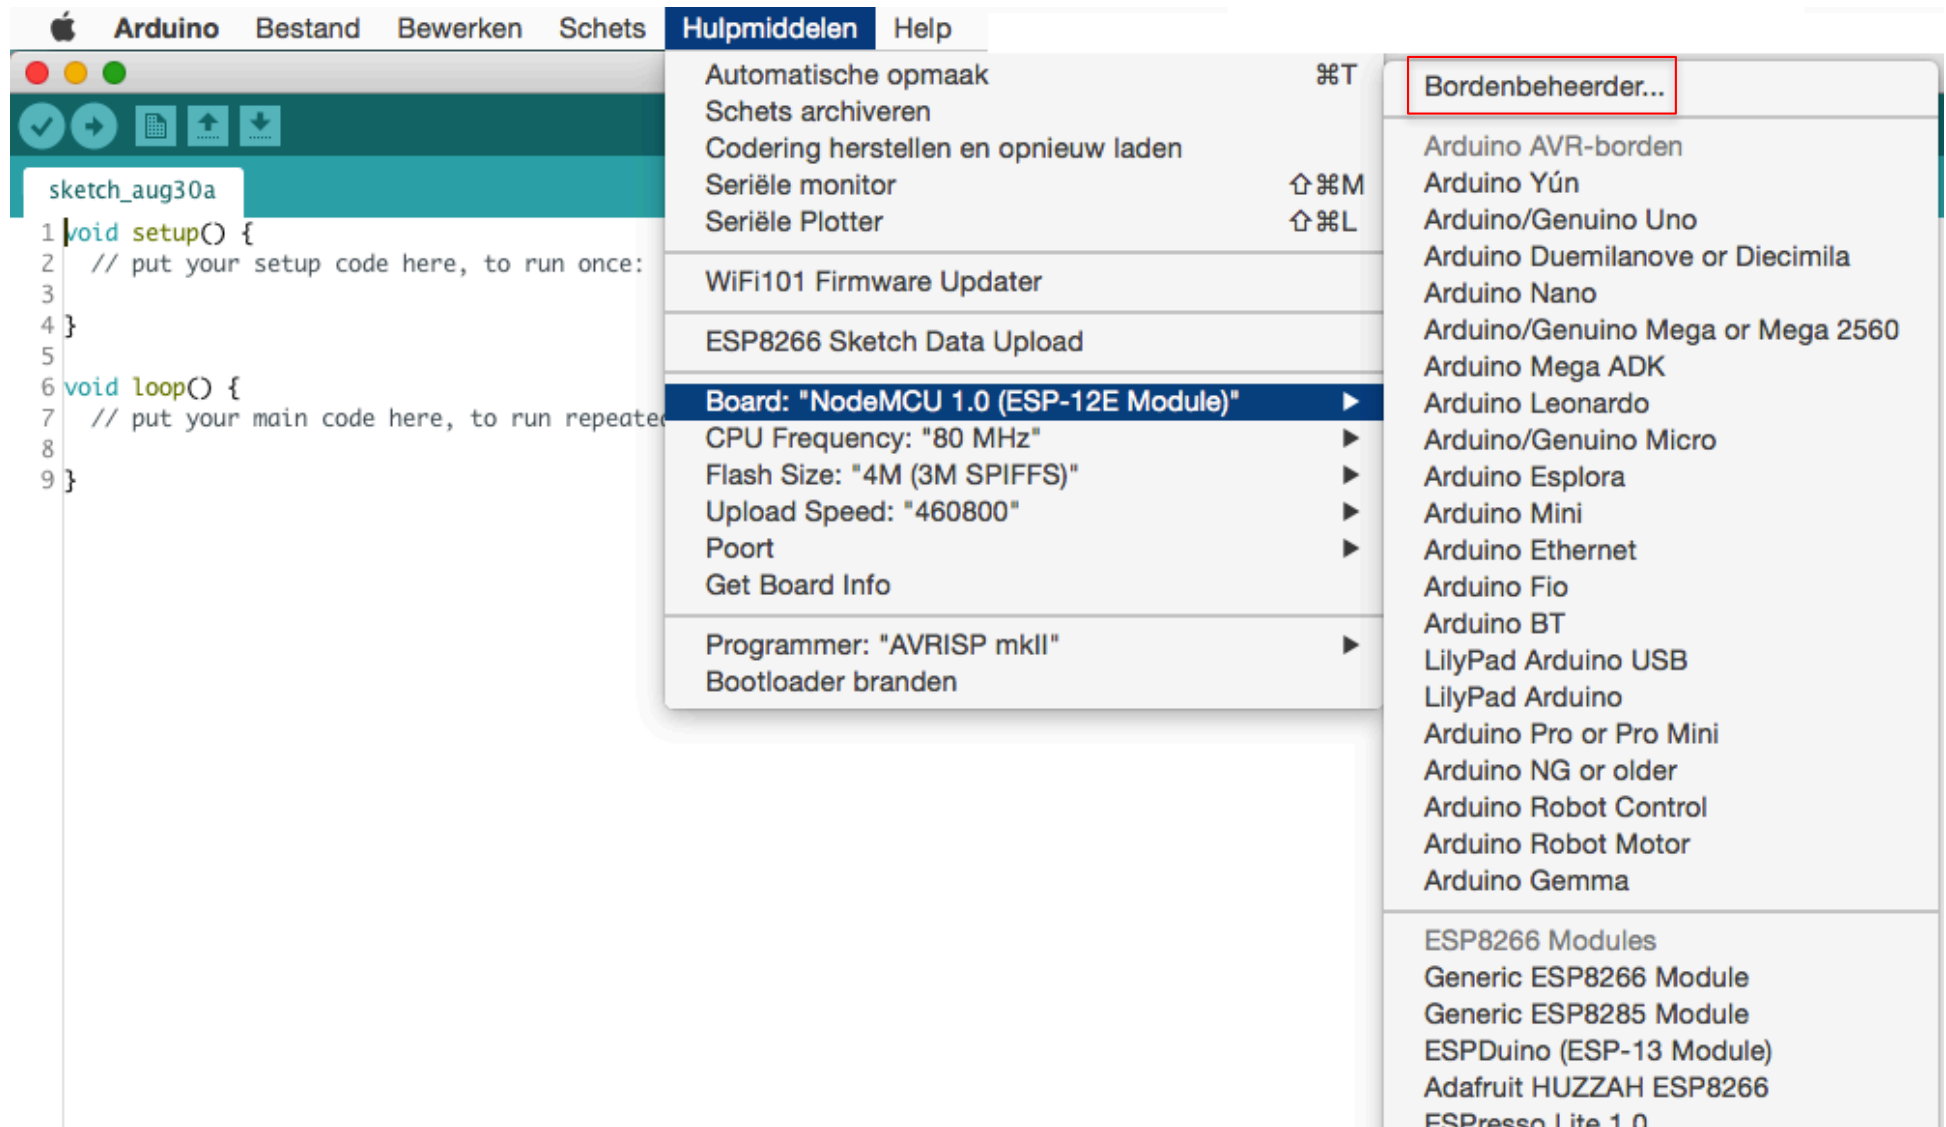 Arduino Bestand Bewerken Schets Hulpmiddelen Help
sketch_aug30a
1 void setup() {
2 // put your setup code here, to run once:
3
4 }
5
6 void loop() {
7 // put your main code here, to run
8
9 }
Automatische opmaak ⌘T
Schets archiveren
Codering herstellen en opnieuw laden
Seriële monitor ⇧⌘M
Seriële Plotter ⇧⌘L
WiFi101 Firmware Updater
ESP8266 Sketch Data Upload
Board: "NodeMCU 1.0 (ESP-12E Module)"
CPU Frequency: "80 MHz"
Flash Size: "4M (3M SPIFFS)"
Upload Speed: "460800"
Poort
Get Board Info
Programmer: "AVRISP mkII"
Bootloader branden
Bordenbeheerder...
Arduino AVR-borden
Arduino Yún
Arduino/Genuino Uno
Arduino Duemilanove or Diecimila
Arduino Nano
Arduino/Genuino Mega or Mega 2560
Arduino Mega ADK
Arduino Leonardo
Arduino/Genuino Micro
Arduino Esplora
Arduino Mini
Arduino Ethernet
Arduino Fio
Arduino BT
LilyPad Arduino USB
LilyPad Arduino
Arduino Pro or Pro Mini
Arduino NG or older
Arduino Robot Control
Arduino Robot Motor
Arduino Gemma
ESP8266 Modules
Generic ESP8266 Module
Generic ESP8285 Module
ESPDuino (ESP-13 Module)
Adafruit HUZZAH ESP8266
ESPresso Lite 1.0